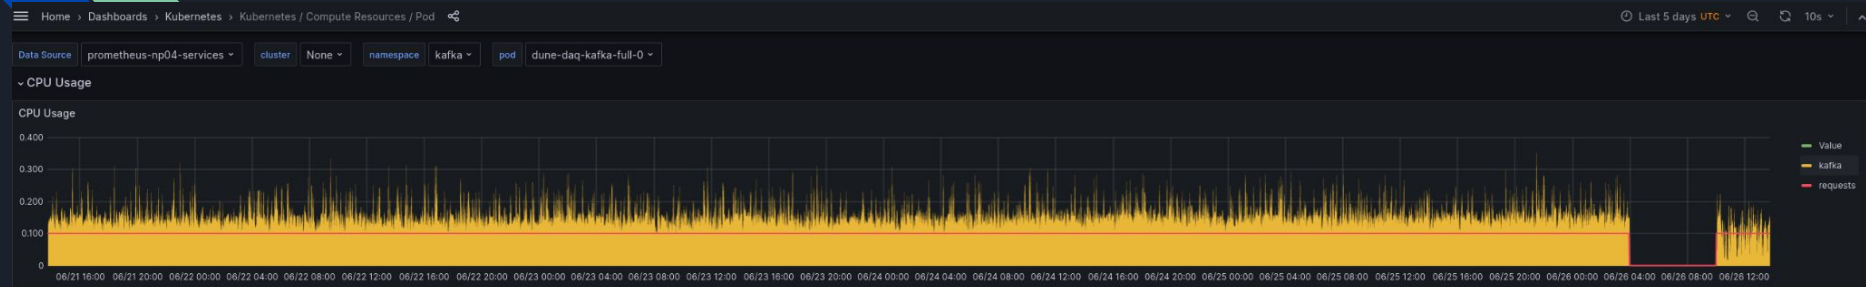 Home › Dashboards › Kubernetes › Kubernetes / Compute Resources / Pod
Last 5 days UTC
10s
Data Source prometheus-np04-services cluster None namespace kafka pod dune-daq-kafka-full-0
CPU Usage
CPU Usage
0.400
0.300
0.200
0.100
0
Value
kafka
requests
06/21 16:00 06/21 20:00 06/22 00:00 06/22 04:00 06/22 08:00 06/22 12:00 06/22 16:00 06/22 20:00 06/23 00:00 06/23 04:00 06/23 08:00 06/23 12:00 06/23 16:00 06/23 20:00 06/24 00:00 06/24 04:00 06/24 08:00 06/24 12:00 06/24 16:00 06/24 20:00 06/25 00:00 06/25 04:00 06/25 08:00 06/25 12:00 06/25 16:00 06/25 20:00 06/26 00:00 06/26 04:00 06/26 08:00 06/26 12:00